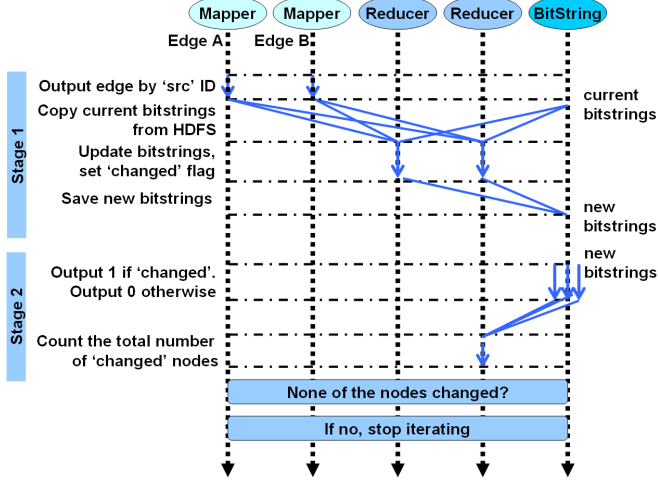 Mapper Mapper Reducer Reducer BitString
Edge A Edge B
Stage 1
Output edge by ‘src’ ID
Copy current bitstrings
from HDFS
current
bitstrings
Update bitstrings,
set ‘changed’ flag
Save new bitstrings
new
bitstrings
Stage 2
new
bitstrings
Output 1 if ‘changed’.
Output 0 otherwise
Count the total number
of ‘changed’ nodes
None of the nodes changed?
If no, stop iterating